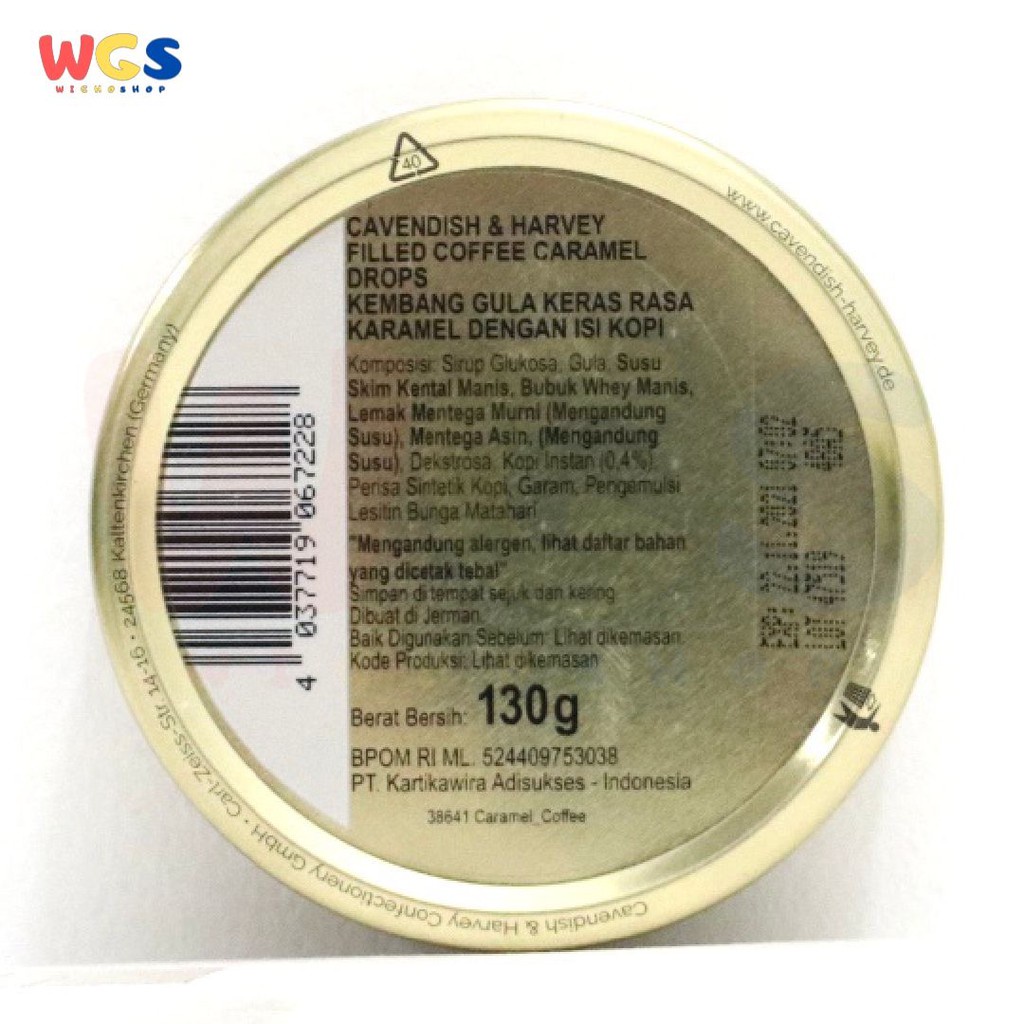 WGS
WICKOSHOP
40
www.cavendish-harvey.de
CAVENDISH & HARVEY
FILLED COFFEE CARAMEL
DROPS
KEMBANG GULA KERAS RASA
KARAMEL DENGAN ISI KOPI
Komposisi: Sirup Glukosa, Gula, Susu
Skim Kental Manis, Bubuk Whey Manis,
Lemak Mentega Murni (Mengandung
Susu), Mentega Asin, (Mengandung
Susu), Dekstrosa, Kopi Instan (0,4%)
Perisa Sintetik Kopi, Garam, Pengemulsi
Lesitin Bunga Matahari
"Mengandung alergen, lihat daftar bahan
yang dicetak tebal"
Simpan di tempat sejuk dan kering
Dibuat di Jerman.
Baik Digunakan Sebelum: Lihat dikemasan
Kode Produksi: Lihat dikemasan
Berat Bersih: 130g
BPOM RI ML. 524409753038
PT. Kartikawira Adisukses - Indonesia
38641 Caramel_Coffee
4 037719 067228
Cavendish & Harvey Confectionery GmbH • Carl-Zeiss-Str 14-16 • 24568 Kaltenkirchen (Germany)